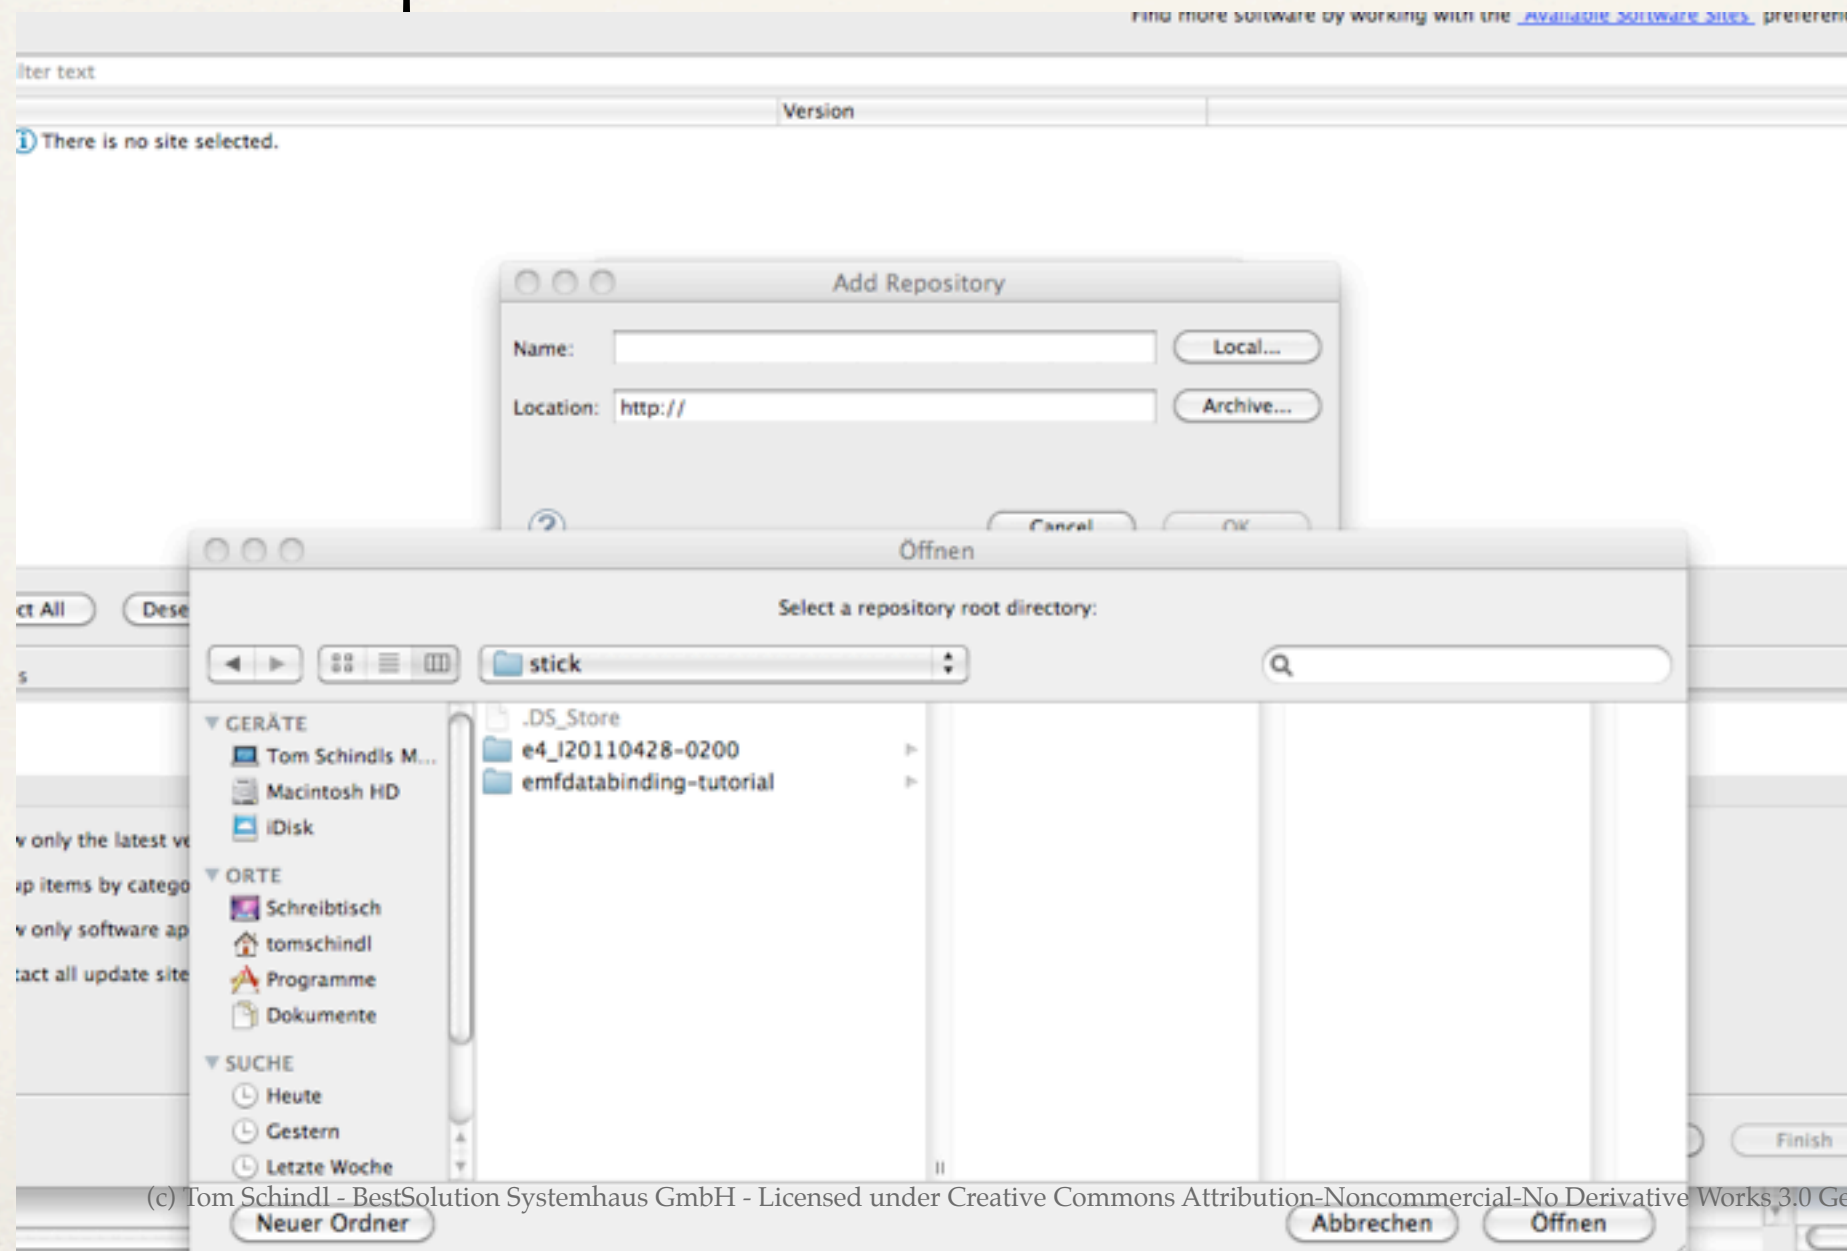 Find more software by working with the "Available Software Sites" preferen
lter text
Version
There is no site selected.
Add Repository
Name:
Local...
Location: http://
Archive...
Cancel
OK
Öffnen
Select a repository root directory:
ct All
Dese
stick
s
GERÄTE
Tom Schindls M...
Macintosh HD
iDisk
ORTE
Schreibtisch
tomschindl
Programme
Dokumente
SUCHE
Heute
Gestern
Letzte Woche
.DS_Store
e4_I20110428-0200
emfdatabinding-tutorial
w only the latest ve
up items by catego
w only software ap
tact all update site
Finish
(c) Tom Schindl - BestSolution Systemhaus GmbH - Licensed under Creative Commons Attribution-Noncommercial-No Derivative Works 3.0 Ge
Neuer Ordner
Abbrechen
Öffnen